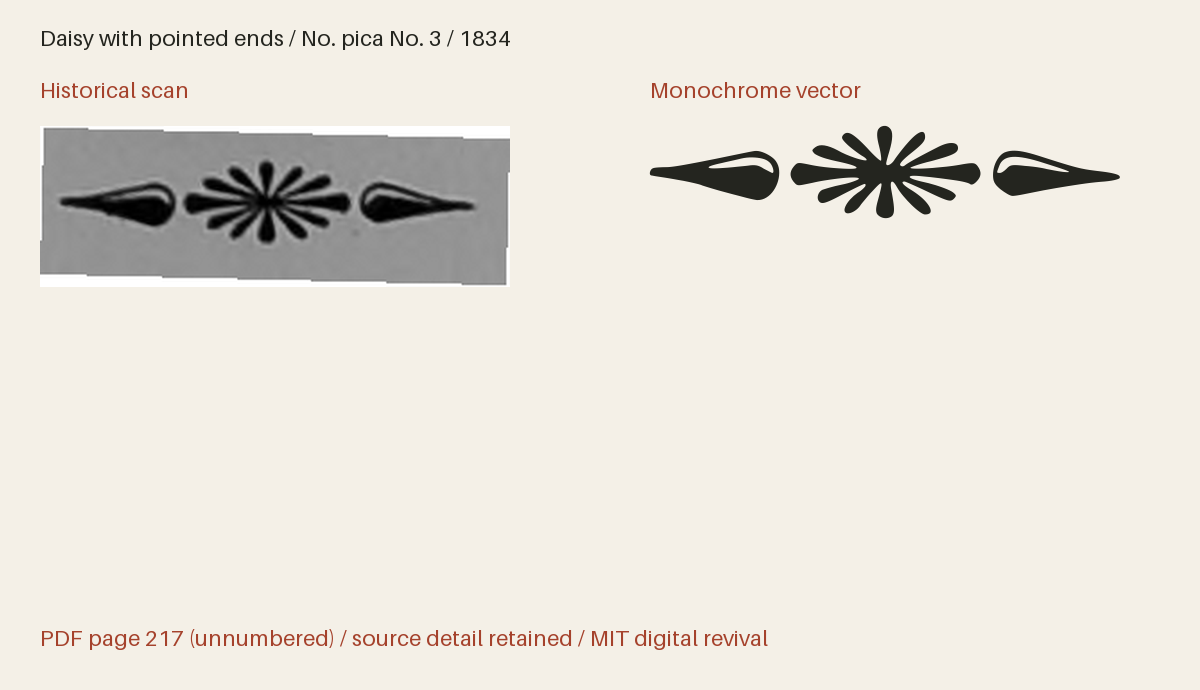 Daisy with pointed ends / No. pica No. 3 / 1834
Historical scan
Monochrome vector
PDF page 217 (unnumbered) / source detail retained / MIT digital revival